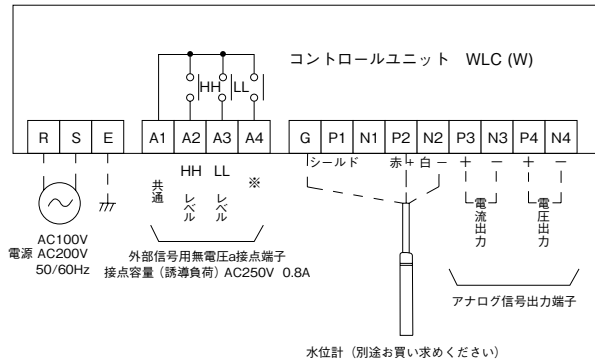 コントロールユニット WLC (W)
HH LL
R S E A1 A2 A3 A4 G P1 N1 P2 N2 P3 N3 P4 N4
シールド 赤 + 白 − + − + −
共通
HH レベル
LL レベル
※
電流出力
電圧出力
AC100V
電源 AC200V
50/60Hz
外部信号用無電圧a接点端子
接点容量 (誘導負荷) AC250V 0.8A
アナログ信号出力端子
水位計 (別途お買い求めください)